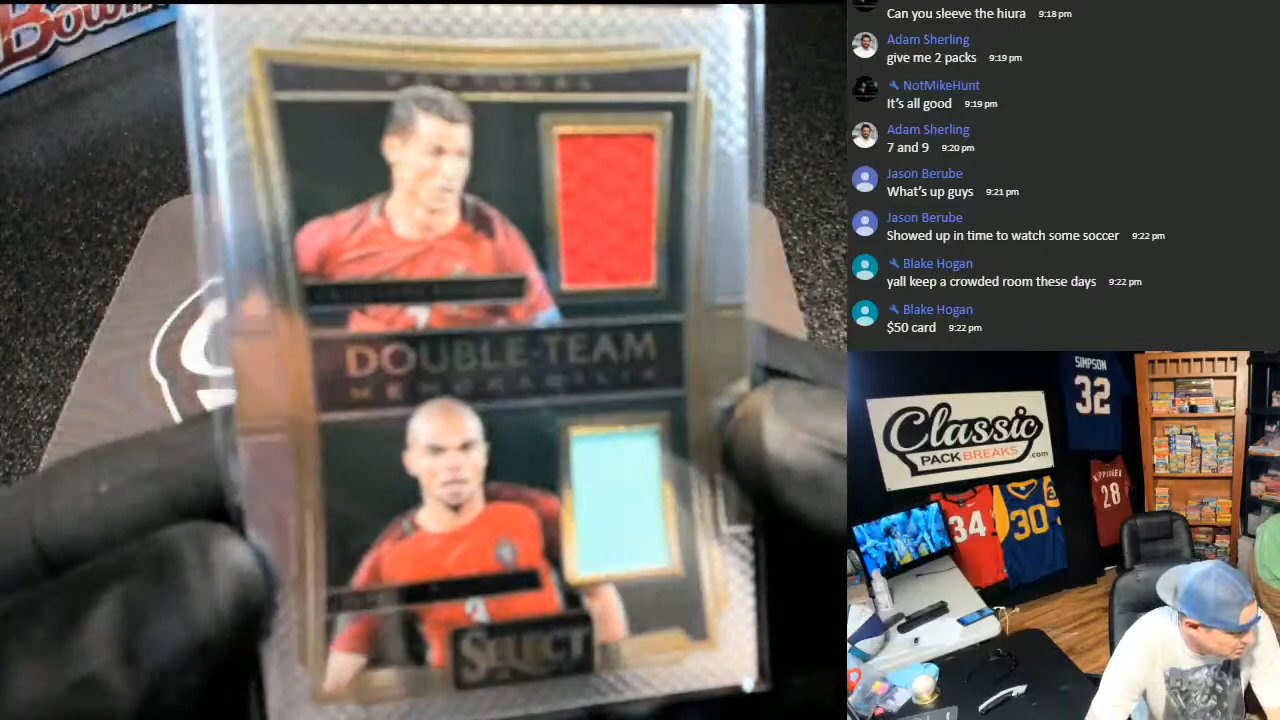 Bowman
PORTUGAL
DOUBLE-TEAM
MEMORABILIA
SELECT
Can you sleeve the hiura 9:18 pm
Adam Sherling
give me 2 packs 9:19 pm
NotMikeHunt
It's all good 9:19 pm
Adam Sherling
7 and 9 9:20 pm
Jason Berube
What's up guys 9:21 pm
Jason Berube
Showed up in time to watch some soccer 9:22 pm
Blake Hogan
yall keep a crowded room these days 9:22 pm
Blake Hogan
$50 card 9:22 pm
SIMPSON
32
Classic
PACK BREAKS.com
28
34
30